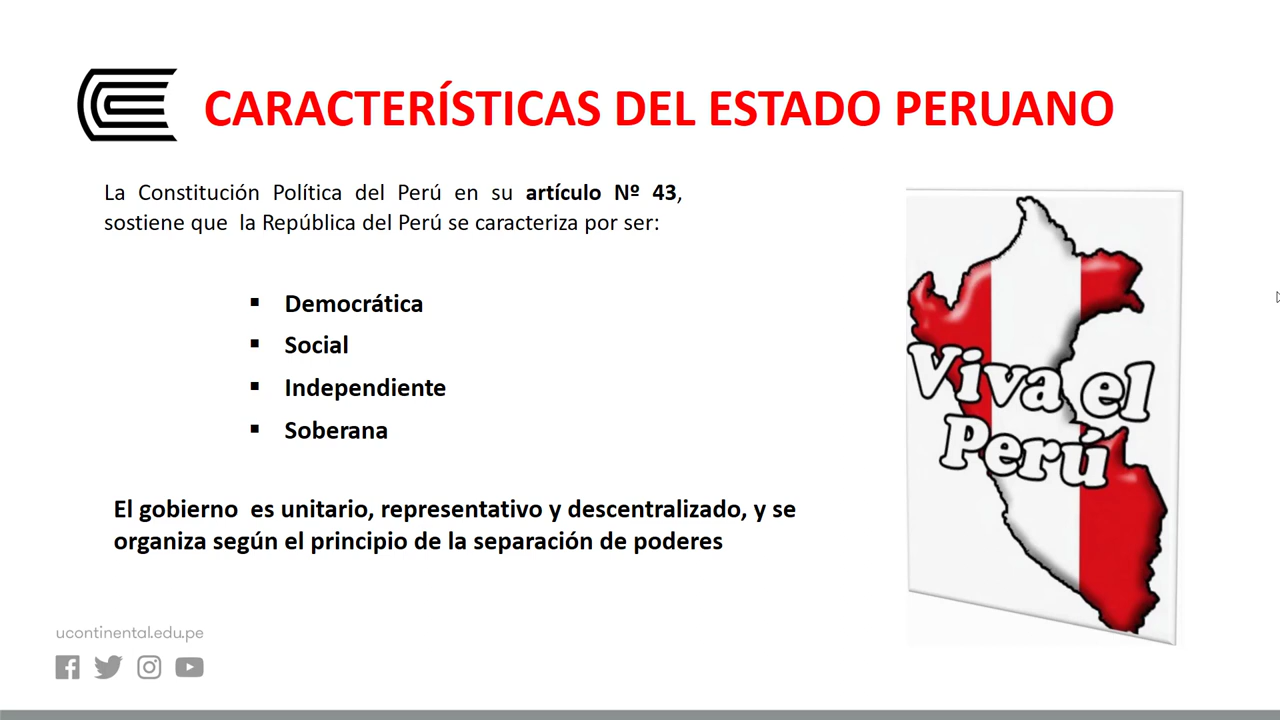 CARACTERÍSTICAS DEL ESTADO PERUANO
La Constitución Política del Perú en su artículo Nº 43,
sostiene que la República del Perú se caracteriza por ser:
▪ Democrática
▪ Social
▪ Independiente
▪ Soberana
Viva el
Perú
El gobierno es unitario, representativo y descentralizado, y se
organiza según el principio de la separación de poderes
ucontinental.edu.pe